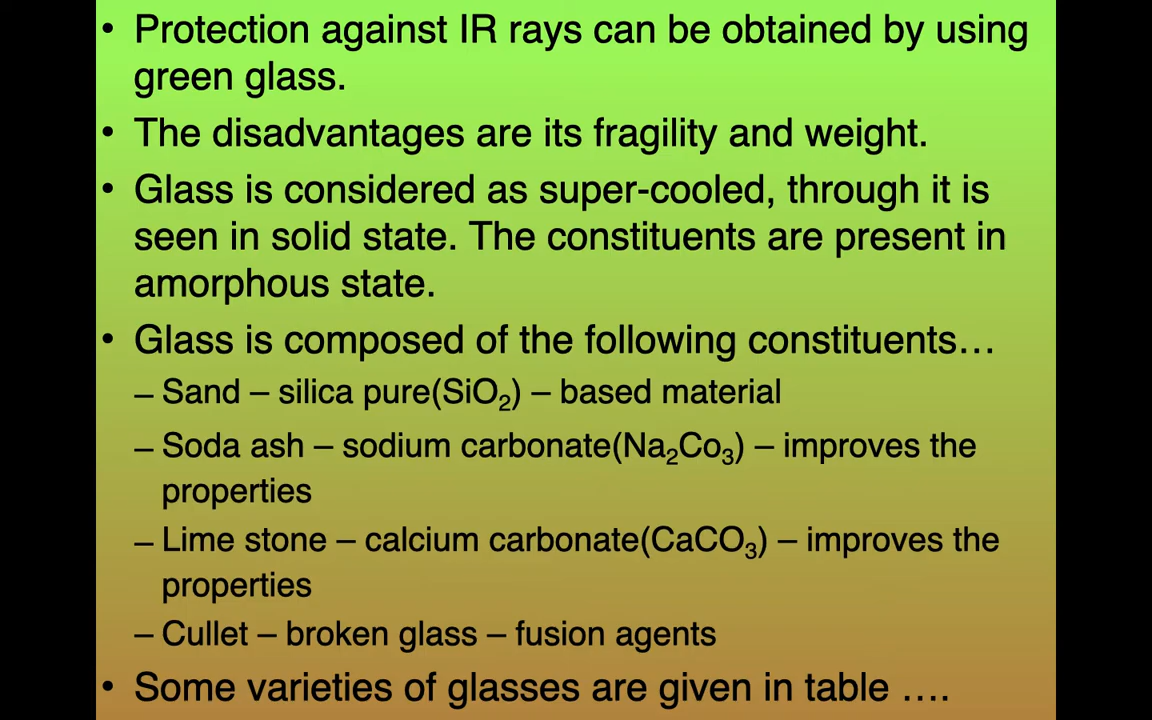 • Protection against IR rays can be obtained by using
green glass.
• The disadvantages are its fragility and weight.
• Glass is considered as super-cooled, through it is
seen in solid state. The constituents are present in
amorphous state.
• Glass is composed of the following constituents…
– Sand – silica pure(SiO₂) – based material
– Soda ash – sodium carbonate(Na₂Co₃) – improves the
properties
– Lime stone – calcium carbonate(CaCO₃) – improves the
properties
– Cullet – broken glass – fusion agents
• Some varieties of glasses are given in table ….